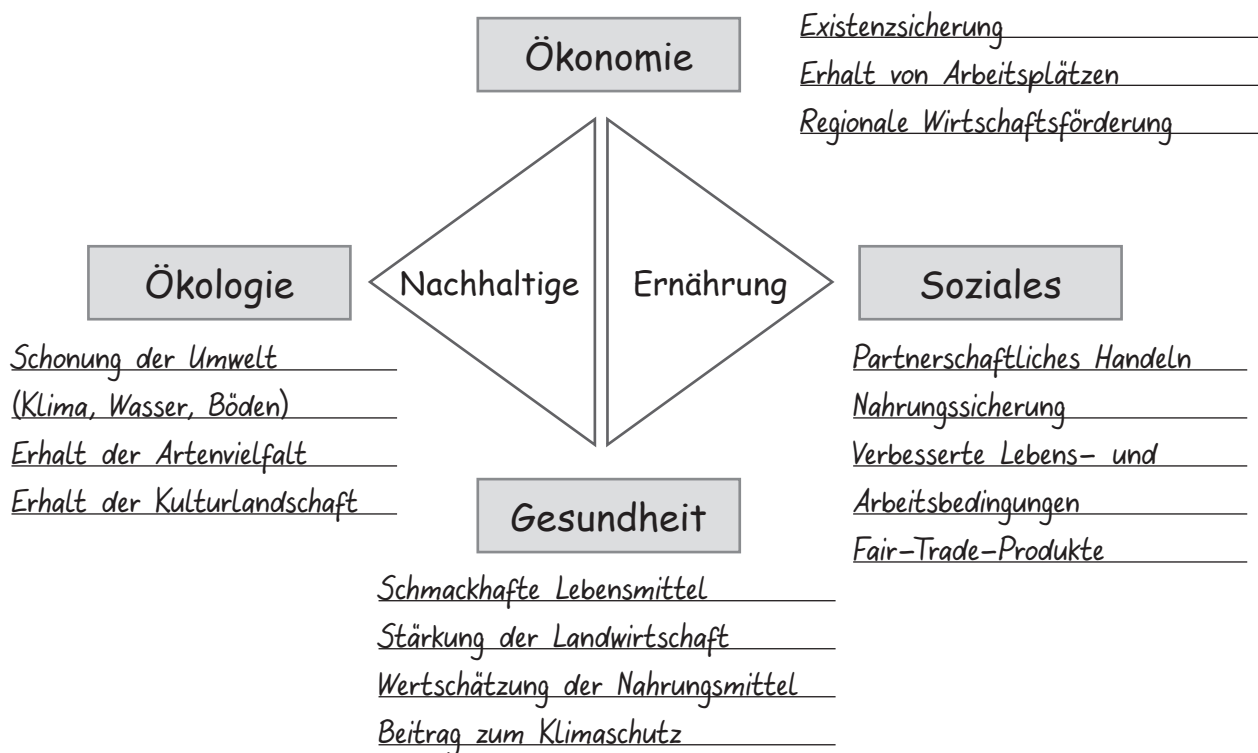 Ökonomie
Existenzsicherung
Erhalt von Arbeitsplätzen
Regionale Wirtschaftsförderung
Nachhaltige Ernährung
Ökologie
Schonung der Umwelt
(Klima, Wasser, Böden)
Erhalt der Artenvielfalt
Erhalt der Kulturlandschaft
Soziales
Partnerschaftliches Handeln
Nahrungssicherung
Verbesserte Lebens- und
Arbeitsbedingungen
Fair-Trade-Produkte
Gesundheit
Schmackhafte Lebensmittel
Stärkung der Landwirtschaft
Wertschätzung der Nahrungsmittel
Beitrag zum Klimaschutz